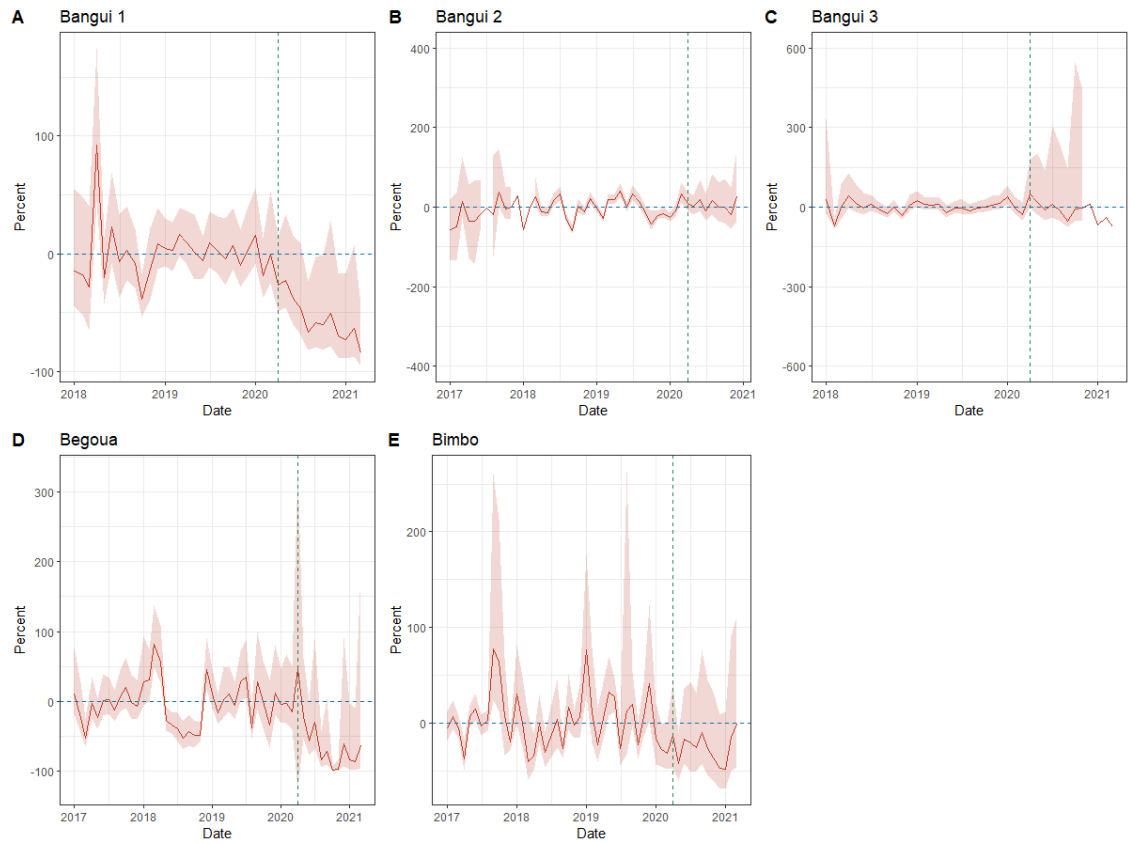 A Bangui 1
B Bangui 2
C Bangui 3
Percent
100
0
-100
2018 2019 2020 2021
Date
Percent
400
200
0
-200
-400
2017 2018 2019 2020 2021
Date
Percent
600
300
0
-300
-600
2018 2019 2020 2021
Date
D Begoua
E Bimbo
Percent
300
200
100
0
-100
2017 2018 2019 2020 2021
Date
Percent
200
100
0
2017 2018 2019 2020 2021
Date